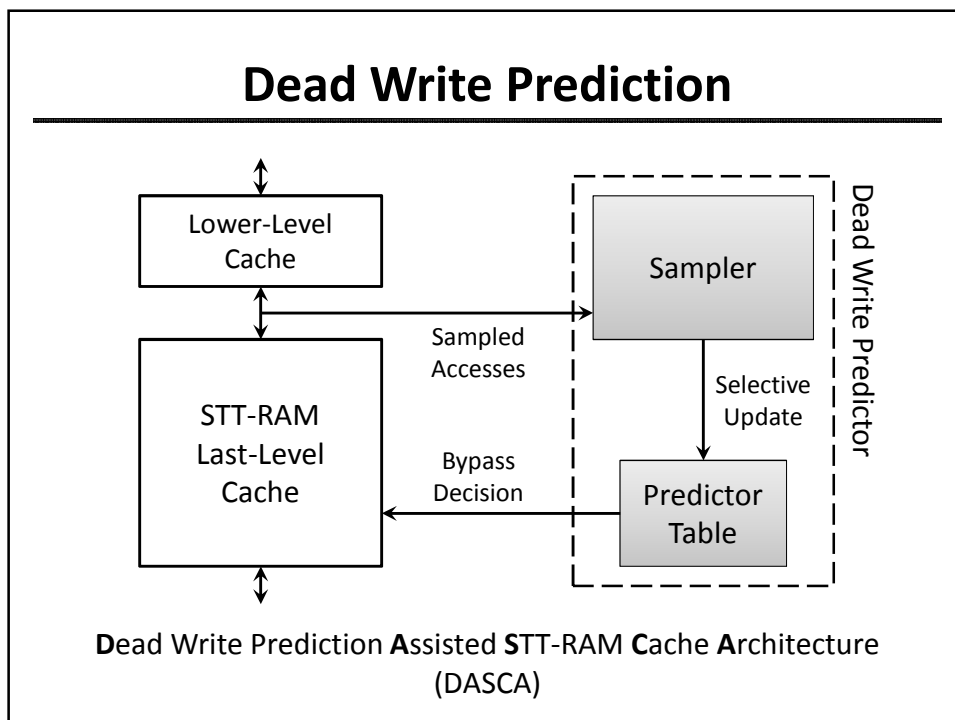 Dead Write Prediction
Lower-Level
Cache
Sampled
Accesses
STT-RAM
Last-Level
Cache
Bypass
Decision
Sampler
Selective
Update
Predictor
Table
Dead Write Predictor
Dead Write Prediction Assisted STT-RAM Cache Architecture
(DASCA)